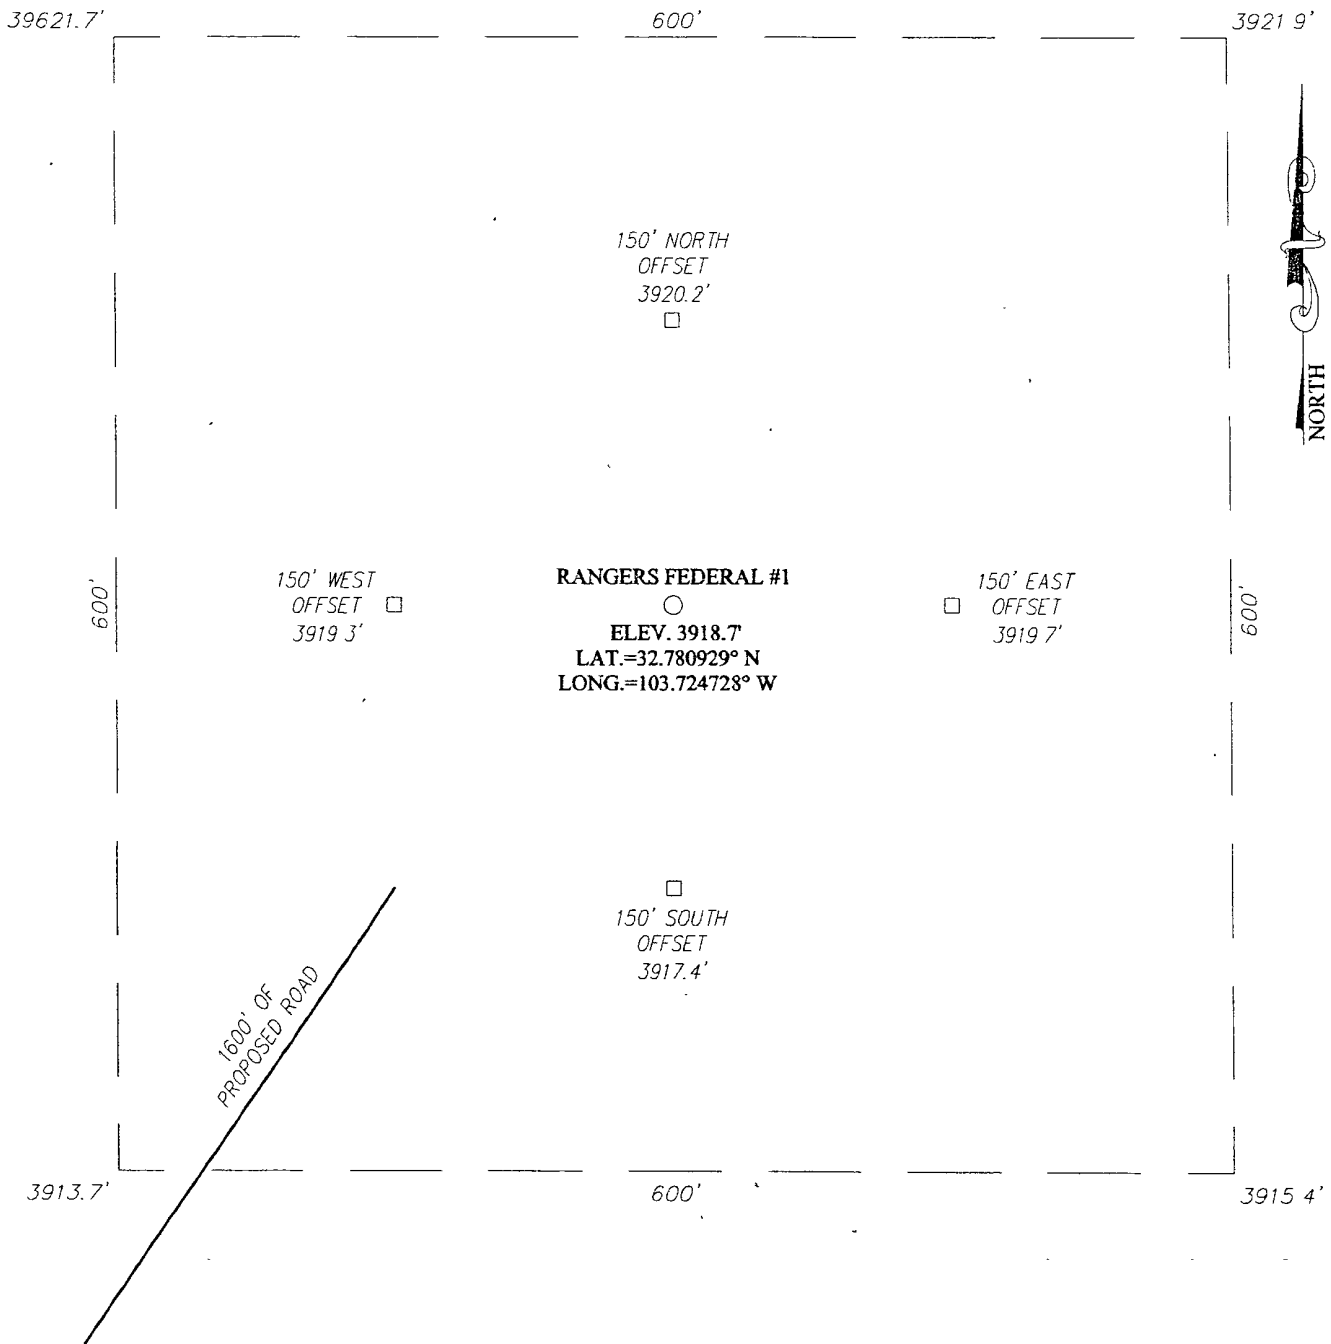 39621.7'
600'
3921 9'
150' NORTH
OFFSET
3920.2'
NORTH
600'
150' WEST
OFFSET
3919 3'
RANGERS FEDERAL #1
ELEV. 3918.7'
LAT.=32.780929° N
LONG.=103.724728° W
150' EAST
OFFSET
3919 7'
600'
150' SOUTH
OFFSET
3917.4'
1600' OF
PROPOSED ROAD
3913.7'
600'
3915 4'